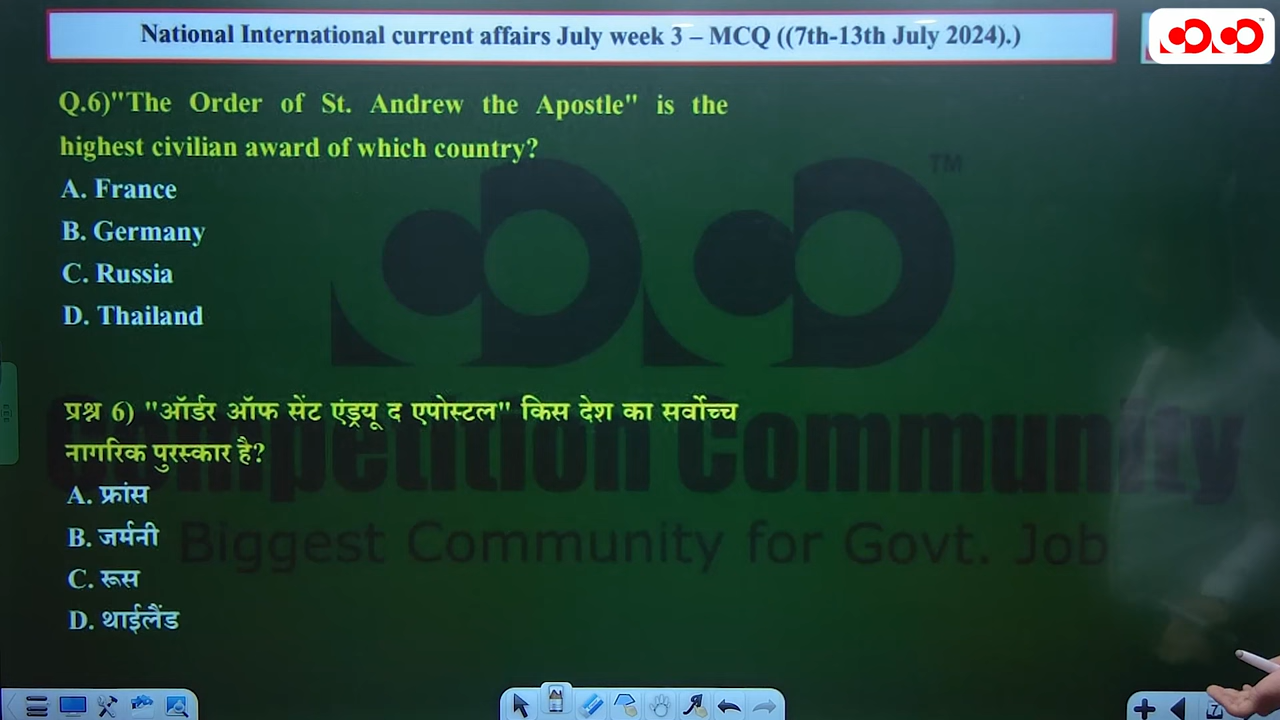 National International current affairs July week 3 – MCQ ((7th-13th July 2024).)
TM
Q.6)"The Order of St. Andrew the Apostle" is the
highest civilian award of which country?
A. France
B. Germany
C. Russia
D. Thailand
प्रश्न 6) "ऑर्डर ऑफ सेंट एंड्रयू द एपोस्टल" किस देश का सर्वोच्च
नागरिक पुरस्कार है?
A. फ्रांस
B. जर्मनी
C. रूस
D. थाईलैंड
Competition Community
Biggest Community for Govt. Job
7